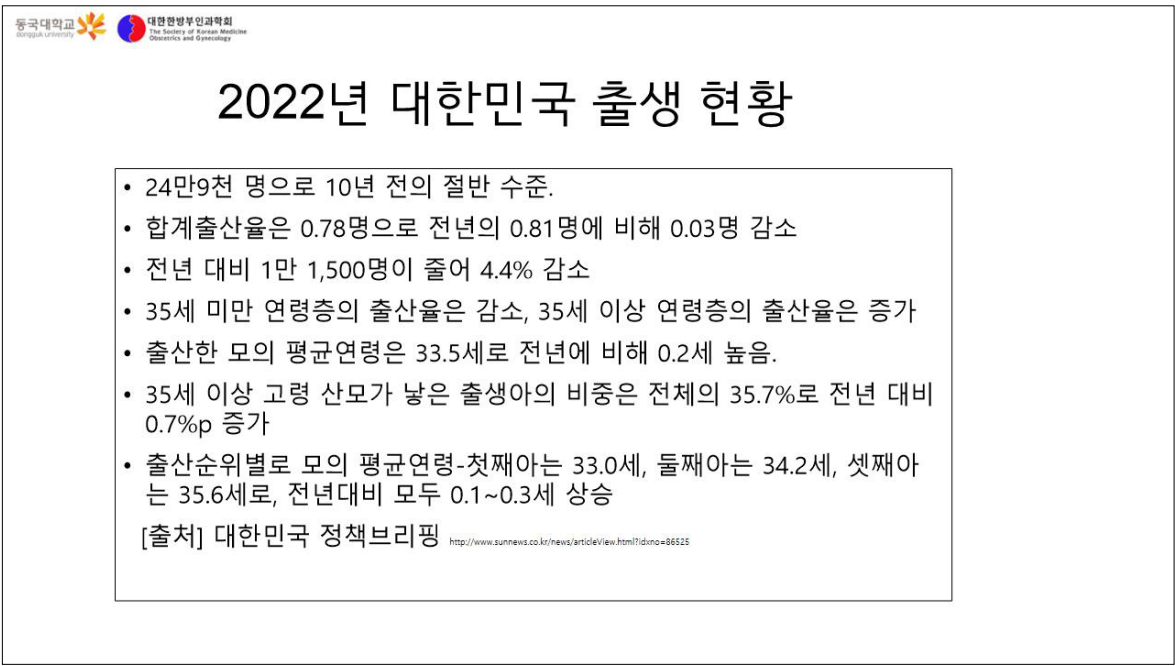 동국대학교
dongguk university
대한한방부인과학회
The Society of Korean Medicine
Obstetrics and Gynecology
2022년 대한민국 출생 현황
• 24만9천 명으로 10년 전의 절반 수준.
• 합계출산율은 0.78명으로 전년의 0.81명에 비해 0.03명 감소
• 전년 대비 1만 1,500명이 줄어 4.4% 감소
• 35세 미만 연령층의 출산율은 감소, 35세 이상 연령층의 출산율은 증가
• 출산한 모의 평균연령은 33.5세로 전년에 비해 0.2세 높음.
• 35세 이상 고령 산모가 낳은 출생아의 비중은 전체의 35.7%로 전년 대비
0.7%p 증가
• 출산순위별로 모의 평균연령-첫째아는 33.0세, 둘째아는 34.2세, 셋째아
는 35.6세로, 전년대비 모두 0.1~0.3세 상승
[출처] 대한민국 정책브리핑 http://www.sunnews.co.kr/news/articleView.html?idxno=86525